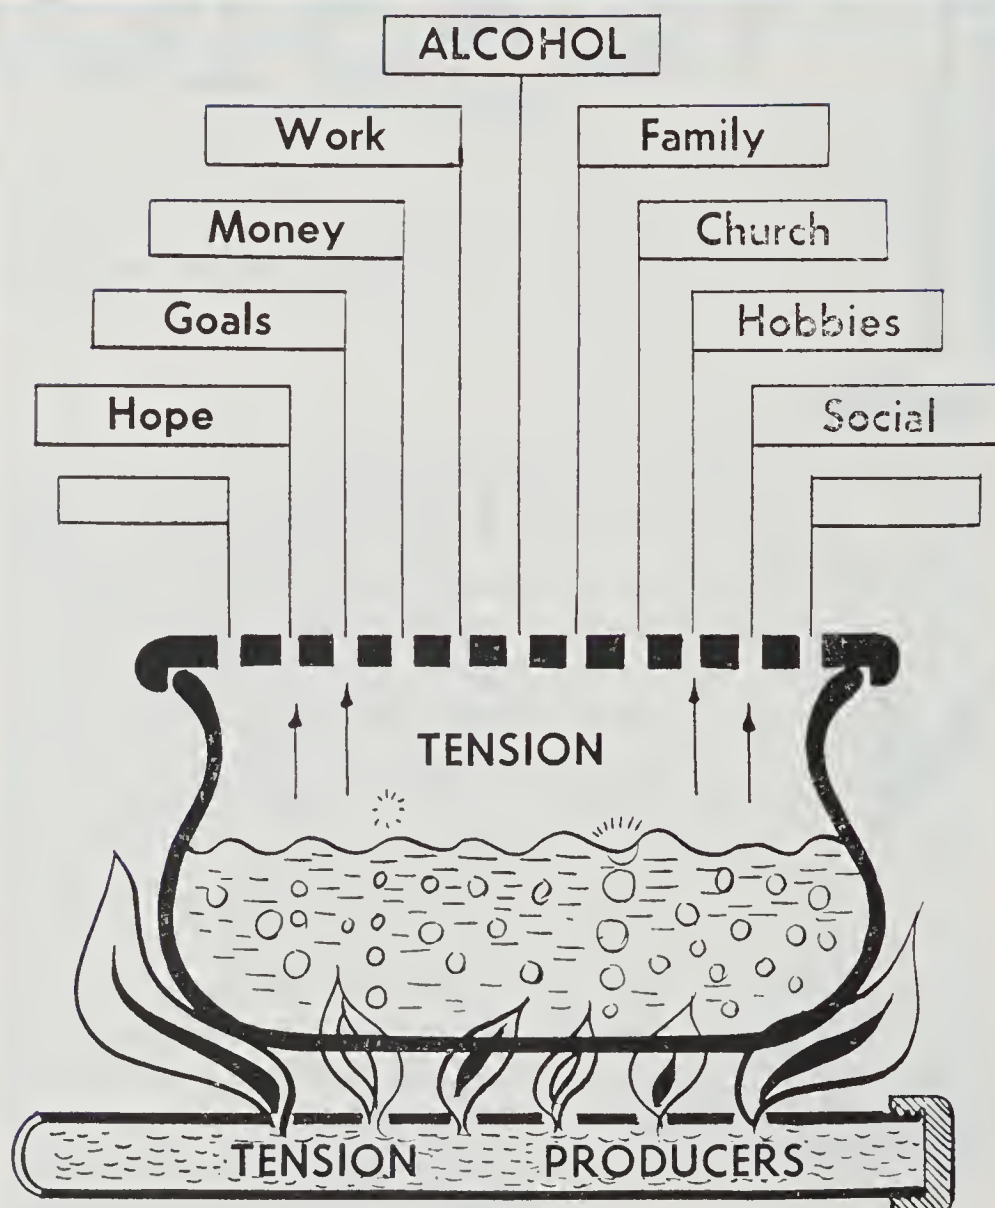 ALCOHOL
Work
Family
Money
Church
Goals
Hobbies
Hope
Social
TENSION
TENSION PRODUCERS